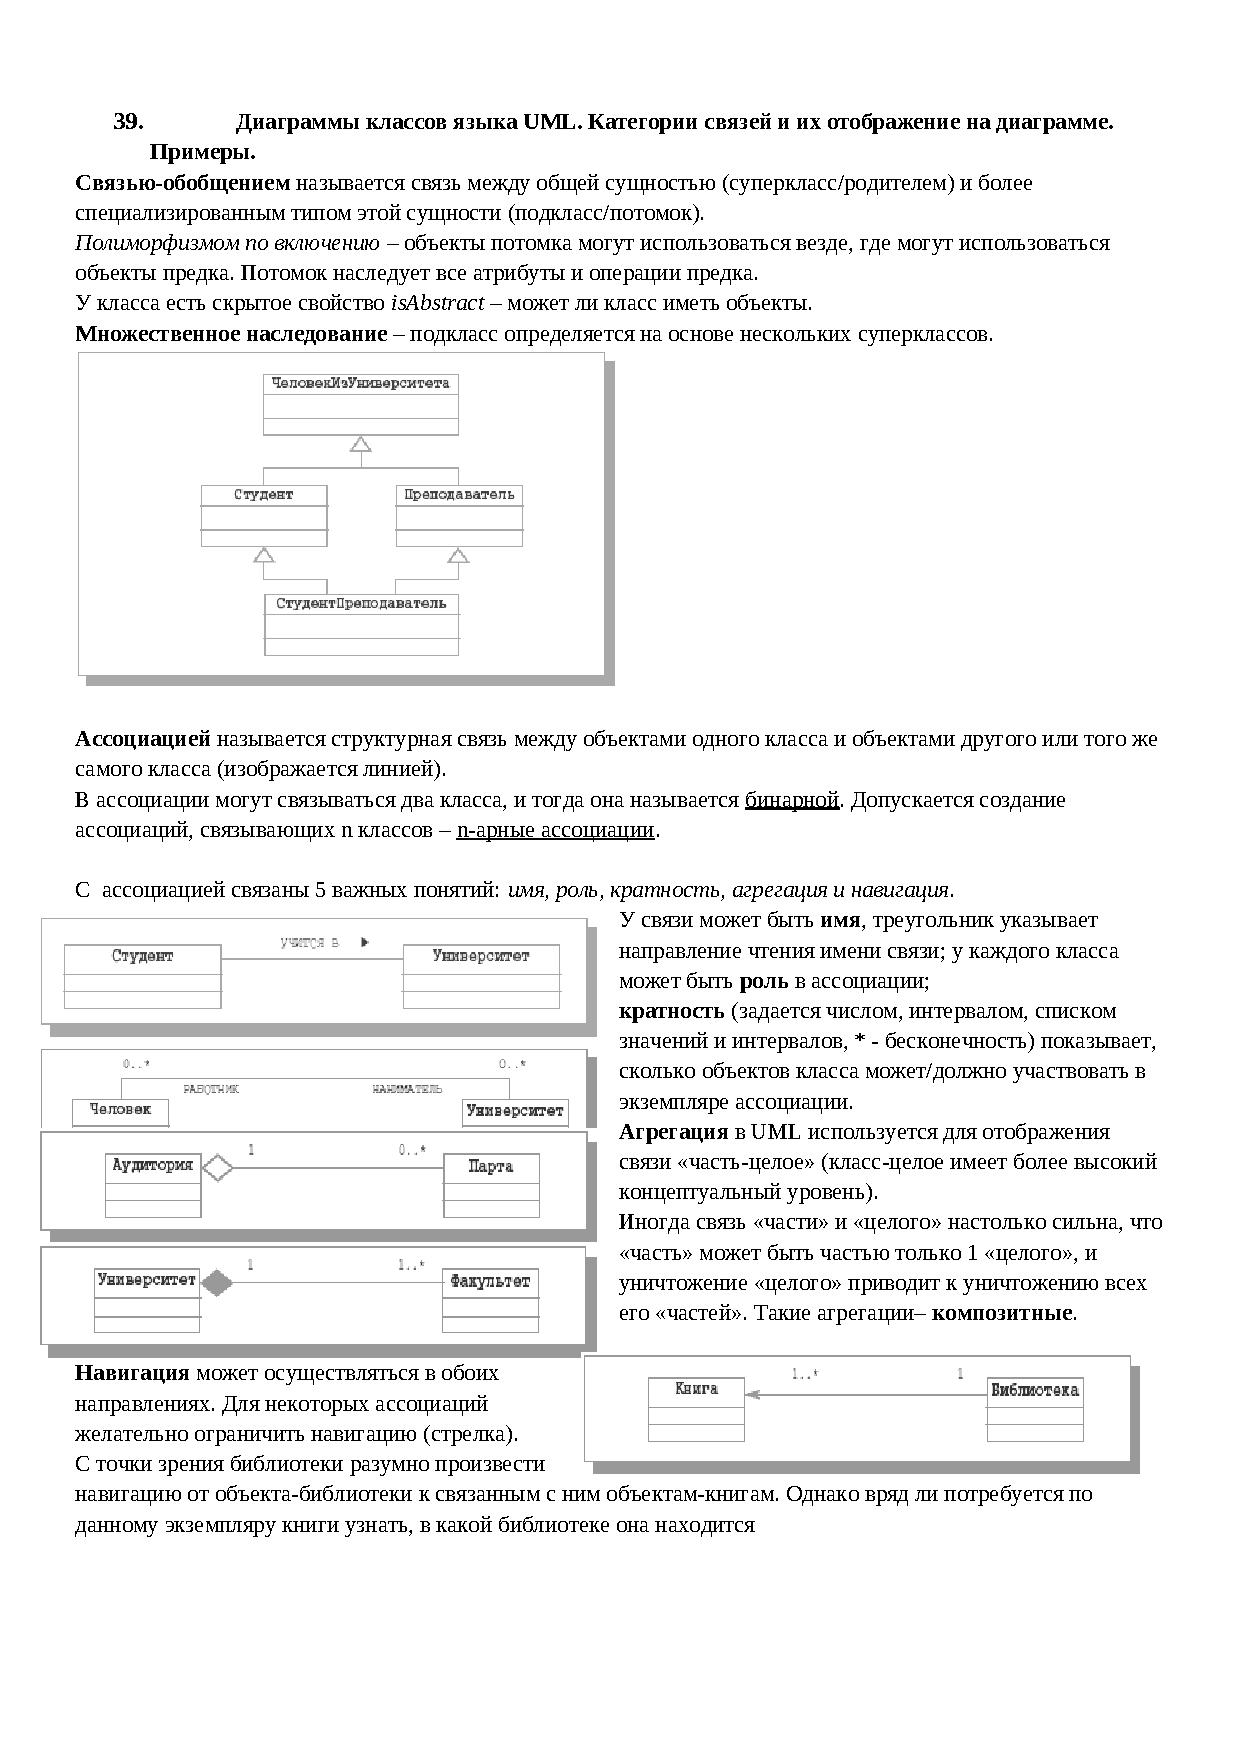 39. Диаграммы классов языка UML. Категории связей и их отображение на диаграмме.
Примеры.
Связью-обобщением называется связь между общей сущностью (суперкласс/родителем) и более
специализированным типом этой сущности (подкласс/потомок).
Полиморфизмом по включению – объекты потомка могут использоваться везде, где могут использоваться
объекты предка. Потомок наследует все атрибуты и операции предка.
У класса есть скрытое свойство isAbstract – может ли класс иметь объекты.
Множественное наследование – подкласс определяется на основе нескольких суперклассов.
ЧеловекИзУниверситета
Студент
Преподаватель
СтудентПреподаватель
Ассоциацией называется структурная связь между объектами одного класса и объектами другого или того же
самого класса (изображается линией).
В ассоциации могут связываться два класса, и тогда она называется бинарной. Допускается создание
ассоциаций, связывающих n классов – n-арные ассоциации.
С ассоциацией связаны 5 важных понятий: имя, роль, кратность, агрегация и навигация.
Студент
УЧИТСЯ В
Университет
0..*
0..*
РАБОТНИК
НАНИМАТЕЛЬ
Человек
Университет
Аудитория
1
0..*
Парта
Университет
1
1..*
Факультет
У связи может быть имя, треугольник указывает
направление чтения имени связи; у каждого класса
может быть роль в ассоциации;
кратность (задается числом, интервалом, списком
значений и интервалов, * - бесконечность) показывает,
сколько объектов класса может/должно участвовать в
экземпляре ассоциации.
Агрегация в UML используется для отображения
связи «часть-целое» (класс-целое имеет более высокий
концептуальный уровень).
Иногда связь «части» и «целого» настолько сильна, что
«часть» может быть частью только 1 «целого», и
уничтожение «целого» приводит к уничтожению всех
его «частей». Такие агрегации– композитные.
Навигация может осуществляться в обоих
направлениях. Для некоторых ассоциаций
желательно ограничить навигацию (стрелка).
С точки зрения библиотеки разумно произвести
Книга
1..*
1
Библиотека
навигацию от объекта-библиотеки к связанным с ним объектам-книгам. Однако вряд ли потребуется по
данному экземпляру книги узнать, в какой библиотеке она находится